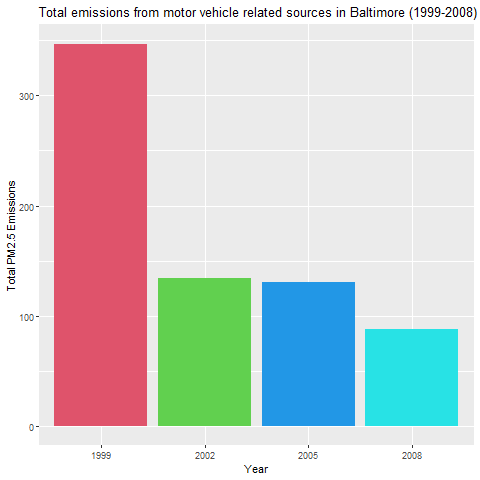 Total emissions from motor vehicle related sources in Baltimore (1999-2008)
Total PM2.5 Emissions
300
200
100
0
1999 2002 2005 2008
Year